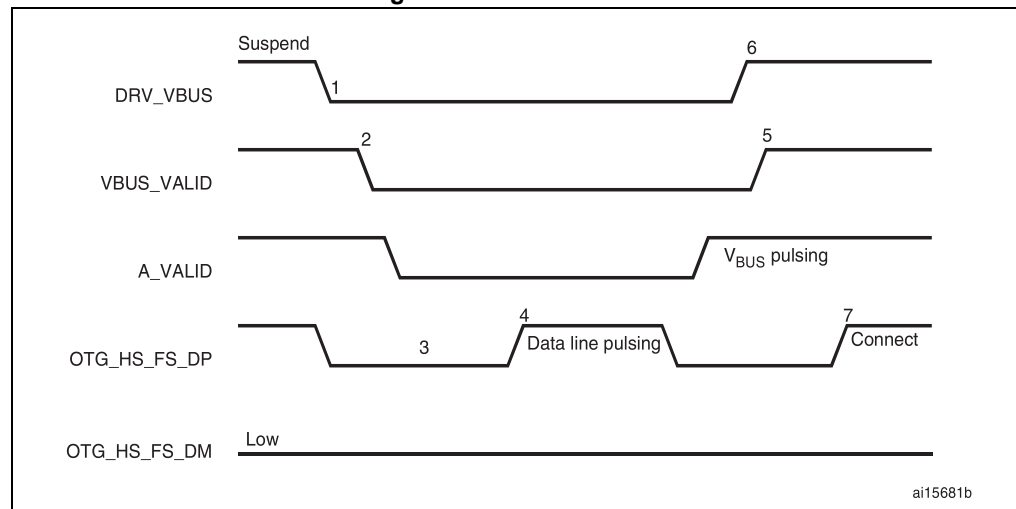 Suspend
6
DRV_VBUS
1
2
5
VBUS_VALID
A_VALID
VBUS pulsing
4
7
OTG_HS_FS_DP
3
Data line pulsing
Connect
OTG_HS_FS_DM
Low
ai15681b